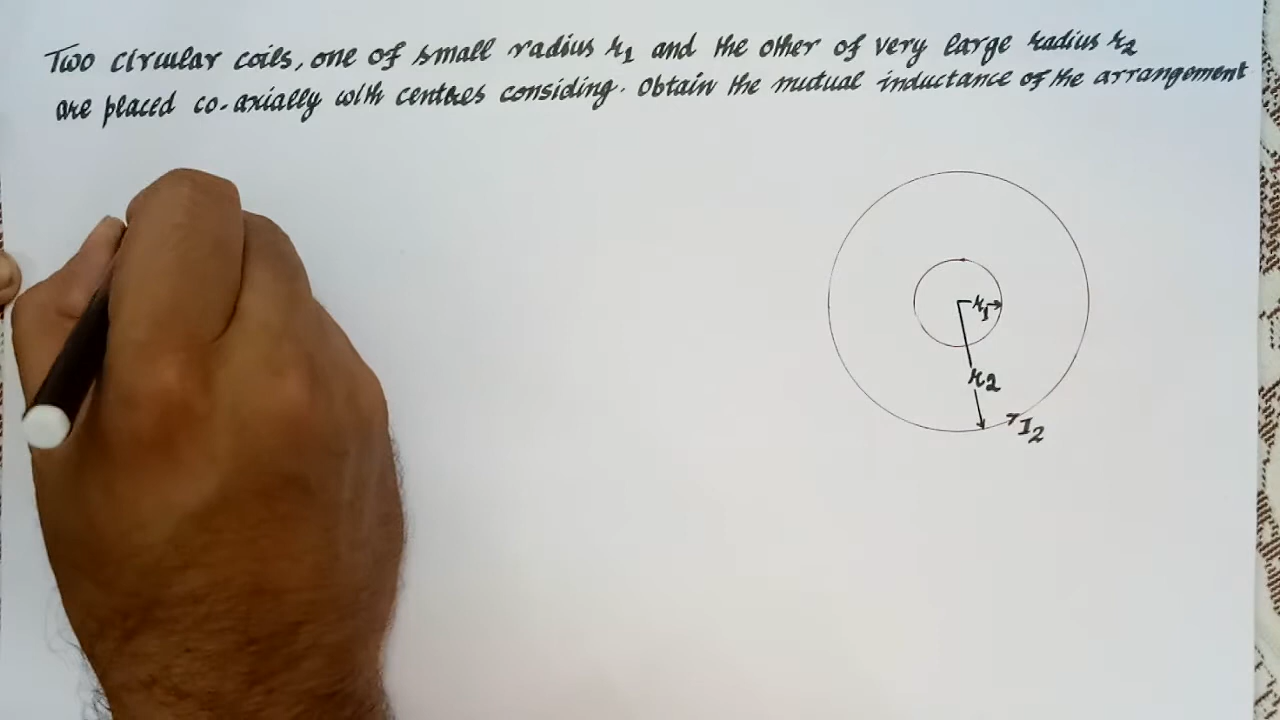 Two circular coils, one of small radius r1 and the other of very large radius r2
are placed co-axially with centres considing. Obtain the mutual inductance of the arrangement
r1
r2
I2